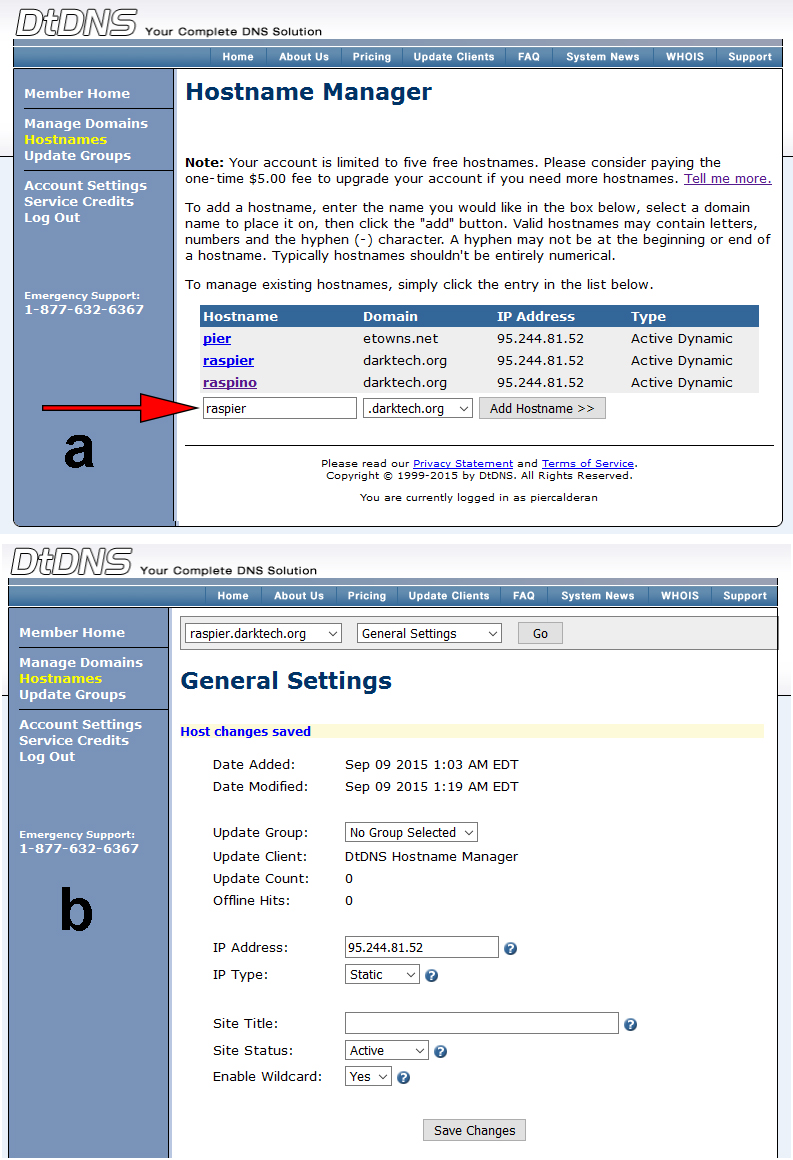 DtDNS Your Complete DNS Solution
Home About Us Pricing Update Clients FAQ System News WHOIS Support
Member Home
Manage Domains
Hostnames
Update Groups
Account Settings
Service Credits
Log Out
Emergency Support:
1-877-632-6367
a
Hostname Manager
Note: Your account is limited to five free hostnames. Please consider paying the
one-time $5.00 fee to upgrade your account if you need more hostnames. Tell me more.
To add a hostname, enter the name you would like in the box below, select a domain
name to place it on, then click the "add" button. Valid hostnames may contain letters,
numbers and the hyphen (-) character. A hyphen may not be at the beginning or end of
a hostname. Typically hostnames shouldn't be entirely numerical.
To manage existing hostnames, simply click the entry in the list below.
Hostname Domain IP Address Type
pier etowns.net 95.244.81.52 Active Dynamic
raspier darktech.org 95.244.81.52 Active Dynamic
raspino darktech.org 95.244.81.52 Active Dynamic
raspier .darktech.org Add Hostname >>
Please read our Privacy Statement and Terms of Service.
Copyright © 1999-2015 by DtDNS. All Rights Reserved.
You are currently logged in as piercalderan
DtDNS Your Complete DNS Solution
Home About Us Pricing Update Clients FAQ System News WHOIS Support
Member Home
Manage Domains
Hostnames
Update Groups
Account Settings
Service Credits
Log Out
Emergency Support:
1-877-632-6367
b
raspier.darktech.org General Settings Go
General Settings
Host changes saved
Date Added: Sep 09 2015 1:03 AM EDT
Date Modified: Sep 09 2015 1:19 AM EDT
Update Group: No Group Selected
Update Client: DtDNS Hostname Manager
Update Count: 0
Offline Hits: 0
IP Address: 95.244.81.52 ?
IP Type: Static ?
Site Title: ?
Site Status: Active ?
Enable Wildcard: Yes ?
Save Changes